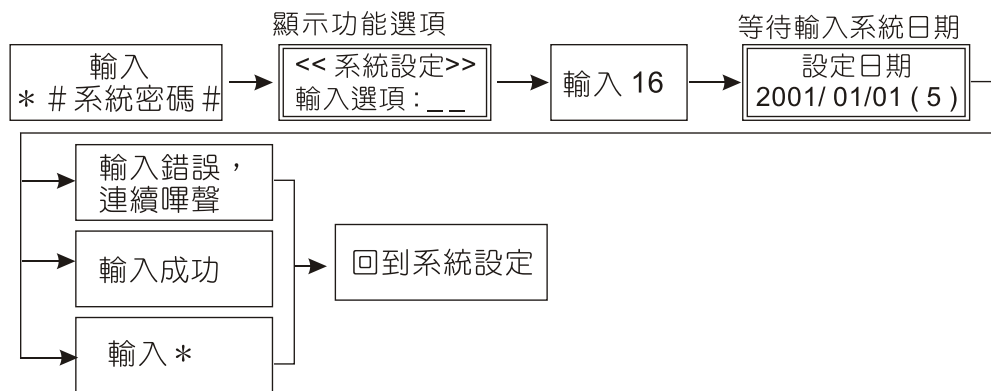 顯示功能選項
等待輸入系統日期
輸入
＊＃系統密碼＃
<< 系統設定>>
輸入選項：_ _
輸入 16
設定日期
2001/ 01/01 ( 5 )
輸入錯誤，
連續嗶聲
輸入成功
輸入＊
回到系統設定